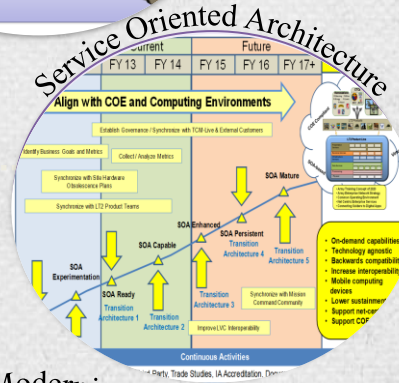 Service Oriented Architecture
Current
Future
FY 13
FY 14
FY 15
FY 16
FY 17+
Align with COE and Computing Environments
Establish Governance / Synchronize with TCM-Live & External Customers
Identify Business Goals and Metrics
Collect / Analyze Metrics
Synchronize with Site Hardware
Obsolescence Plans
Synchronize with LT2 Product Teams
SOA
Experimentation
SOA Ready
SOA Capable
SOA Enhanced
SOA Persistent
SOA Mature
Transition
Architecture 1
Transition
Architecture 2
Transition
Architecture 3
Transition
Architecture 4
Transition
Architecture 5
Synchronize with Mission
Command Community
Improve LVC Interoperability
• On-demand capabilities
• Technology agnostic
• Backwards compatibility
• Increase interoperability
• Mobile computing
devices
• Lower
• Support
• Support COE
Continuous Activities
Party, Trade Studies, IA Accreditation,